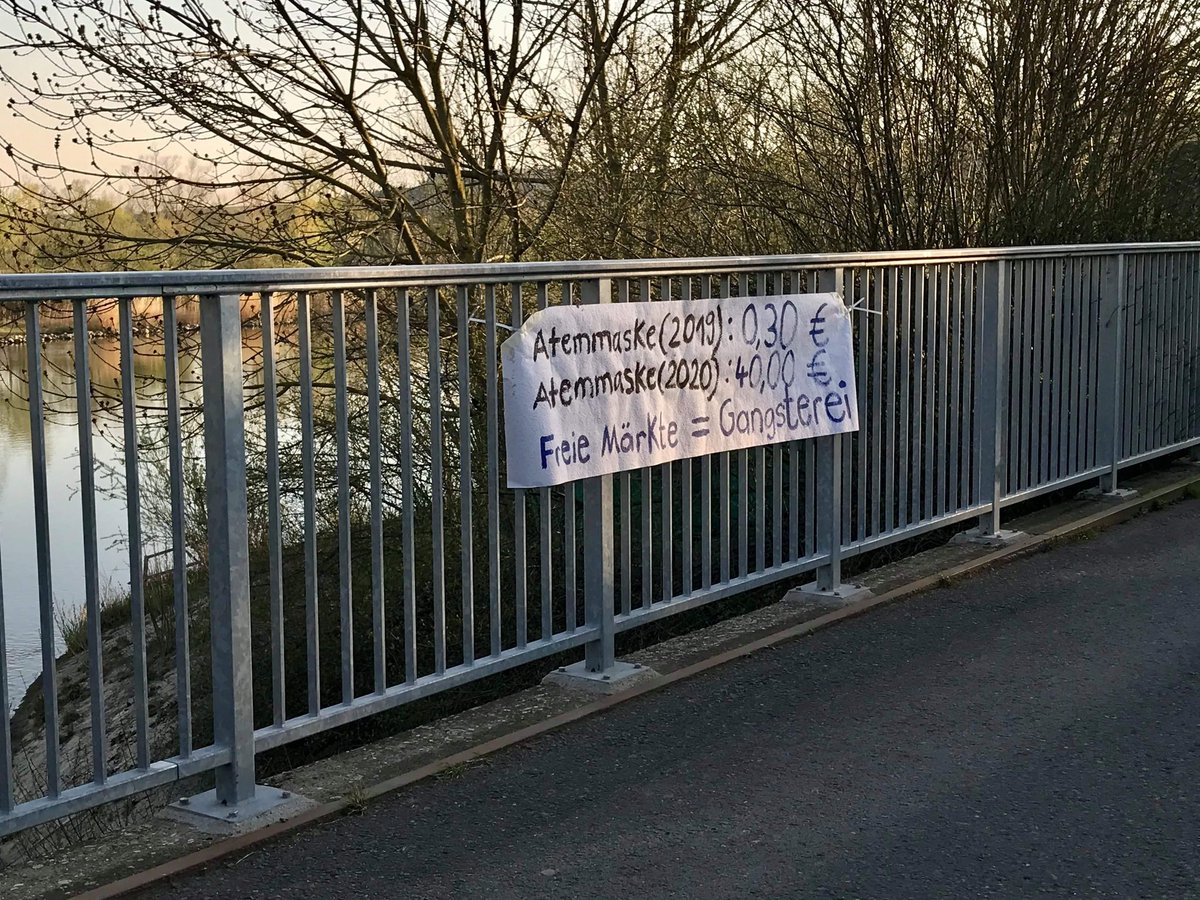 Atemmaske(2019): 0,30 €
Atemmaske(2020): 40,00 €
Freie Märkte = Gangsterei